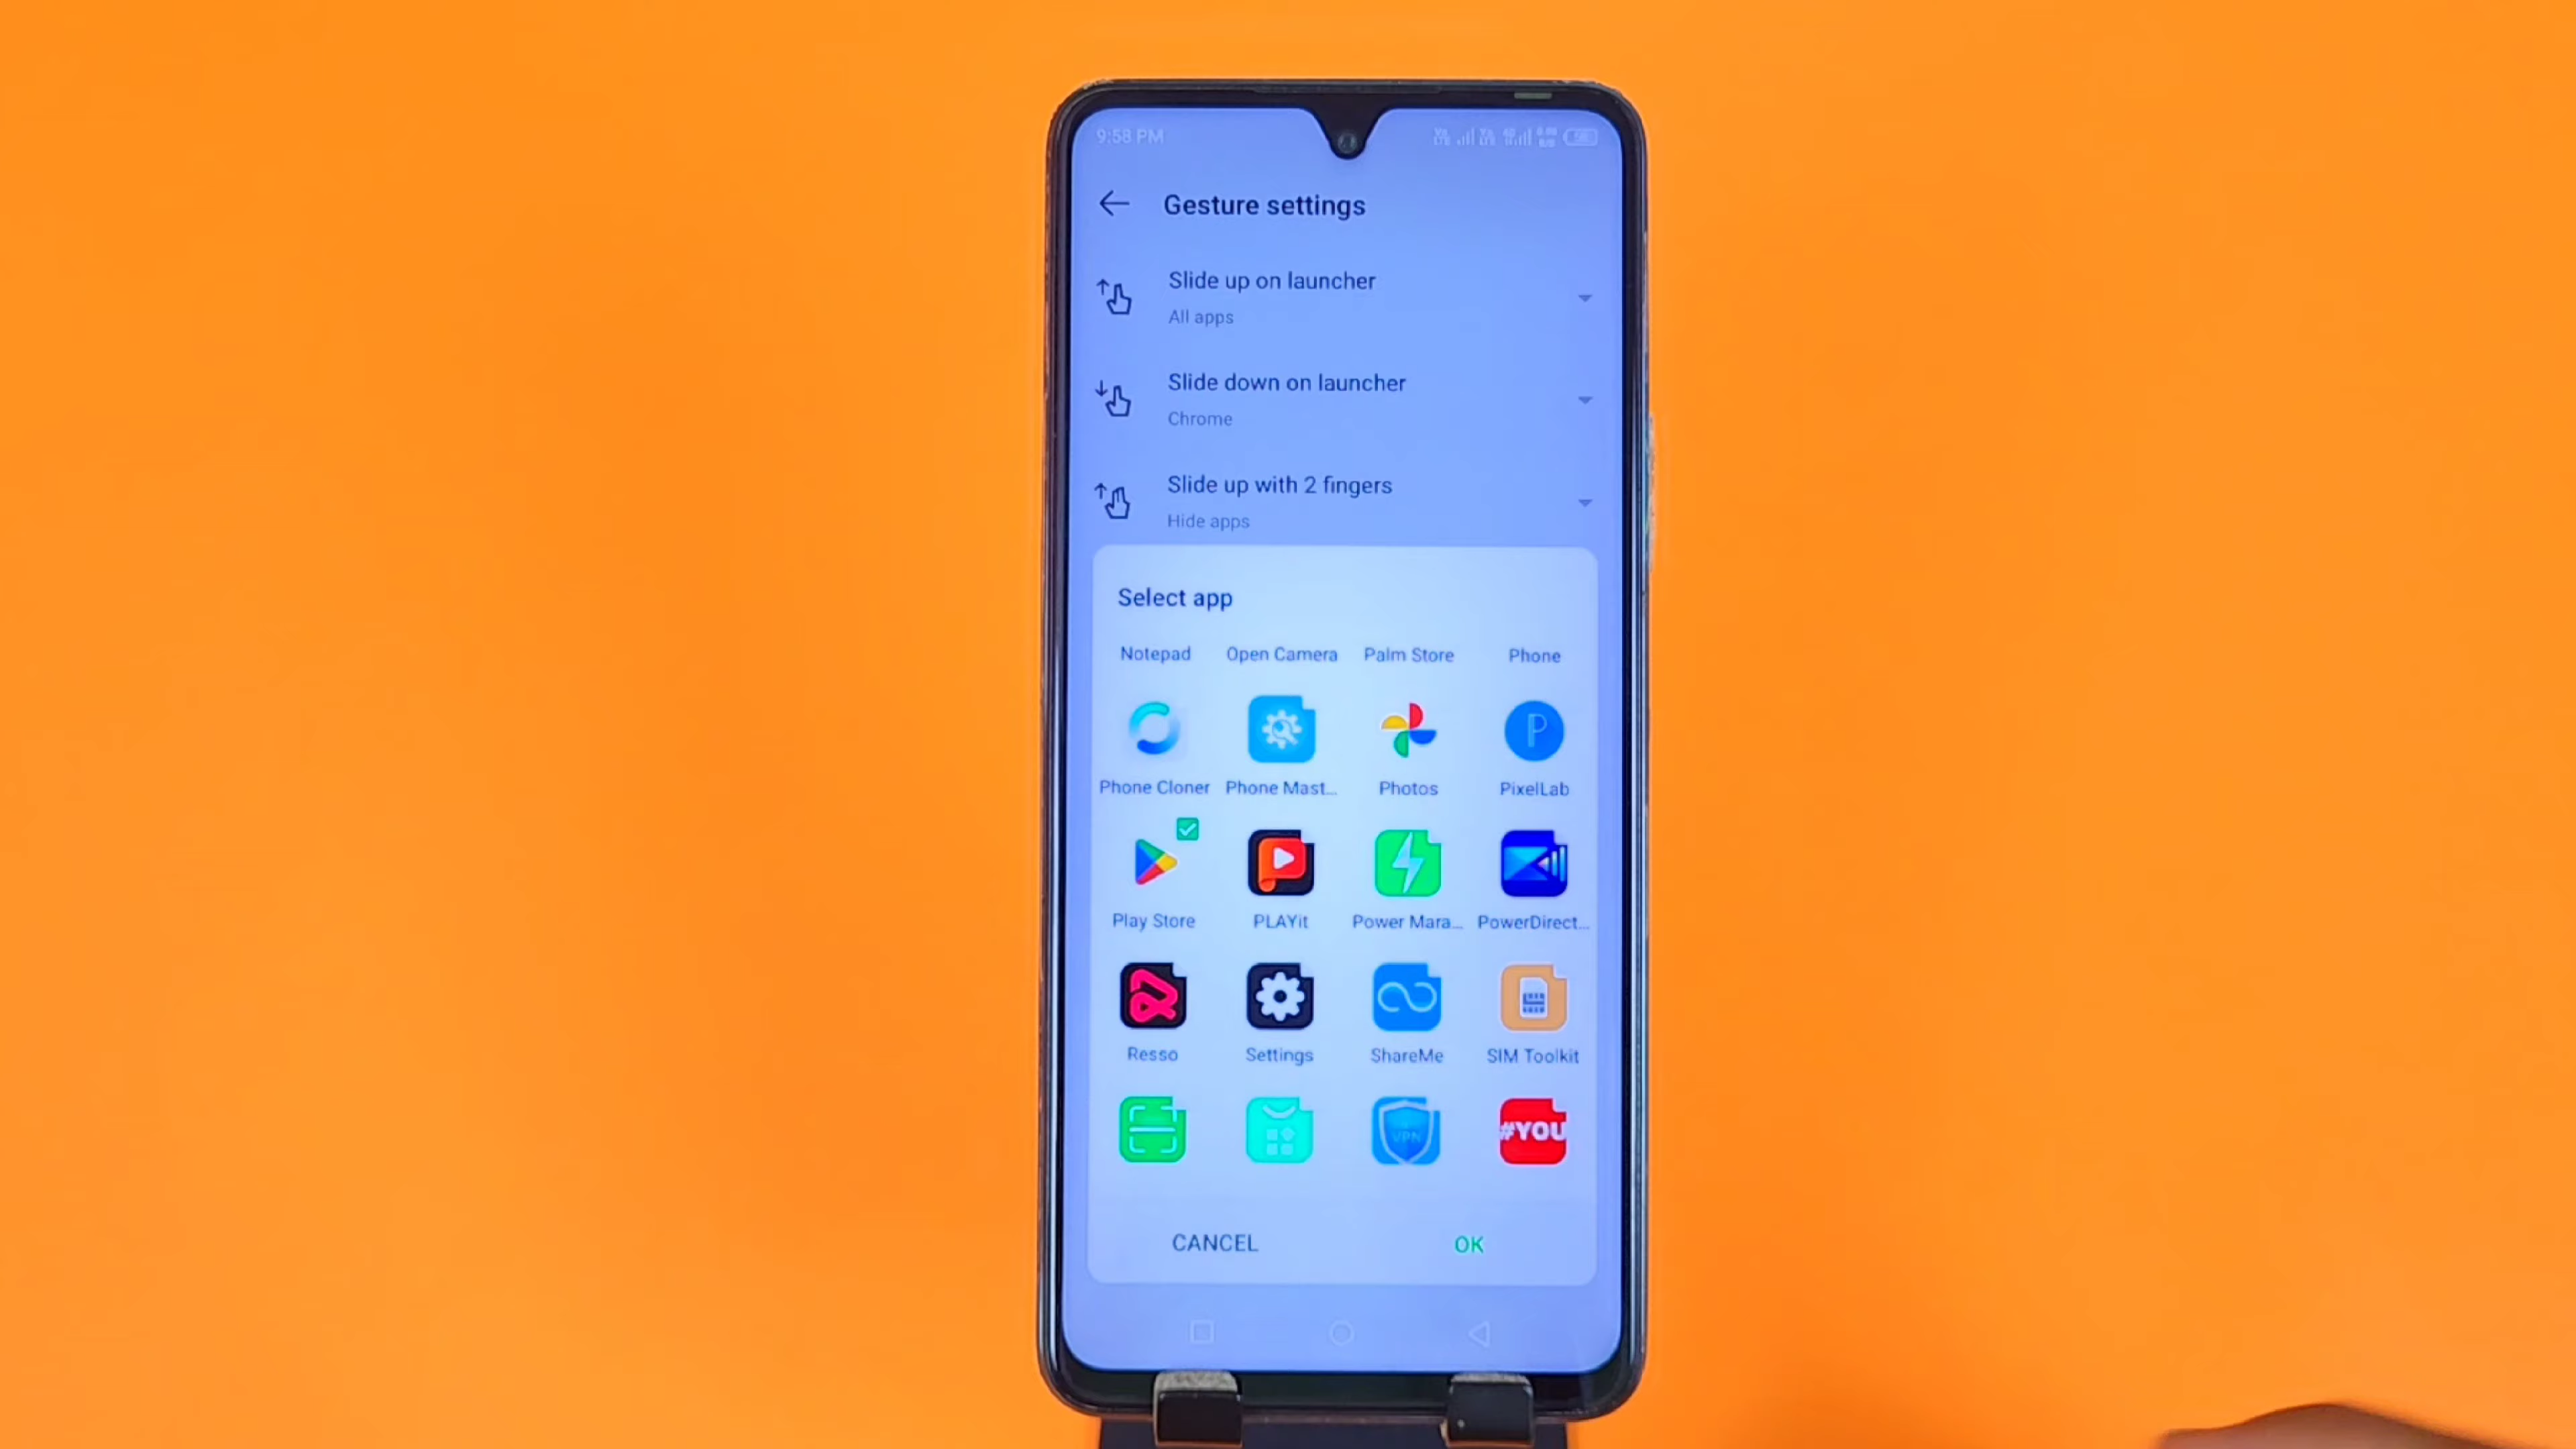 9:58 PM
Gesture settings
Slide up on launcher
All apps
Slide down on launcher
Chrome
Slide up with 2 fingers
Hide apps
Select app
Notepad Open Camera Palm Store Phone
P
Phone Cloner Phone Mast... Photos PixelLab
Play Store PLAYit Power Mara... PowerDirect...
Resso Settings ShareMe SIM Toolkit
VPN #YOU
CANCEL OK